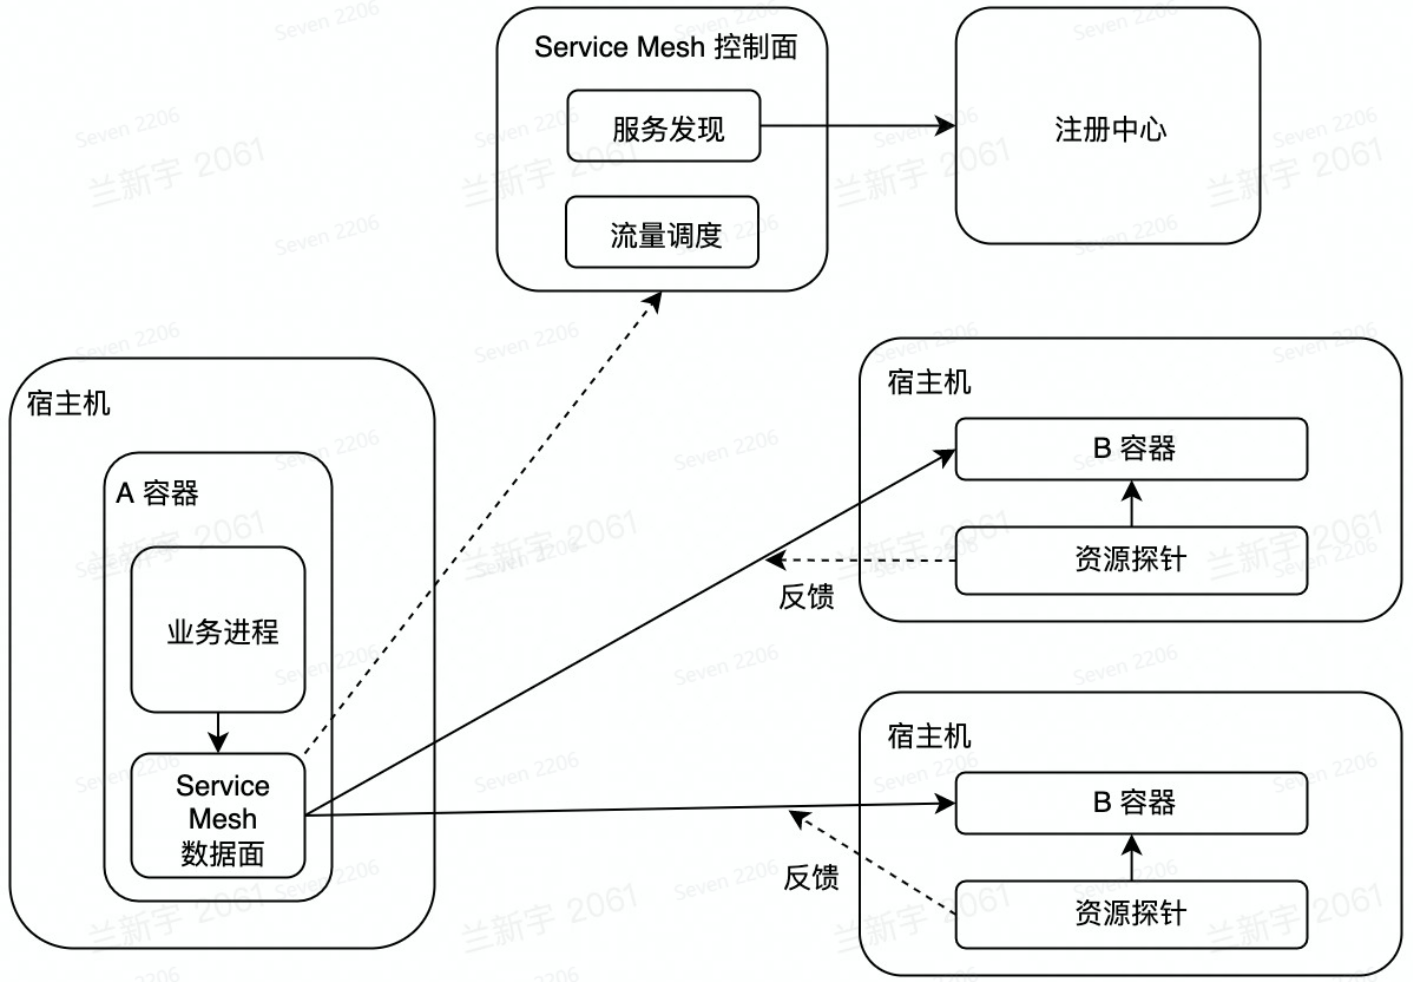 Service Mesh 控制面
服务发现
流量调度
注册中心
宿主机
A 容器
业务进程
Service
Mesh
数据面
宿主机
B 容器
资源探针
反馈
宿主机
B 容器
资源探针
反馈
Seven 2206
兰新宇 2061